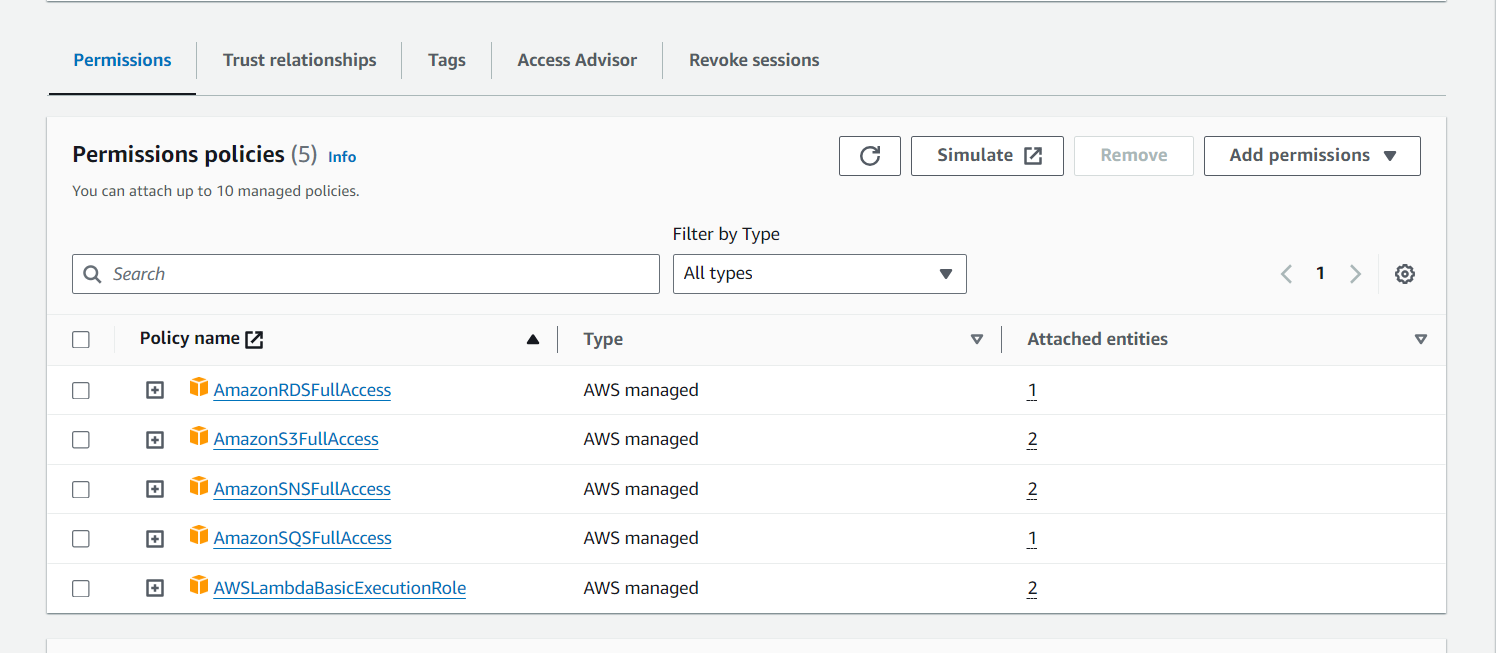 Permissions Trust relationships Tags Access Advisor Revoke sessions
Permissions policies (5) Info
Simulate Remove Add permissions
You can attach up to 10 managed policies.
Filter by Type
Search All types 1
Policy name Type Attached entities
AmazonRDSFullAccess AWS managed 1
AmazonS3FullAccess AWS managed 2
AmazonSNSFullAccess AWS managed 2
AmazonSQSFullAccess AWS managed 1
AWSLambdaBasicExecutionRole AWS managed 2